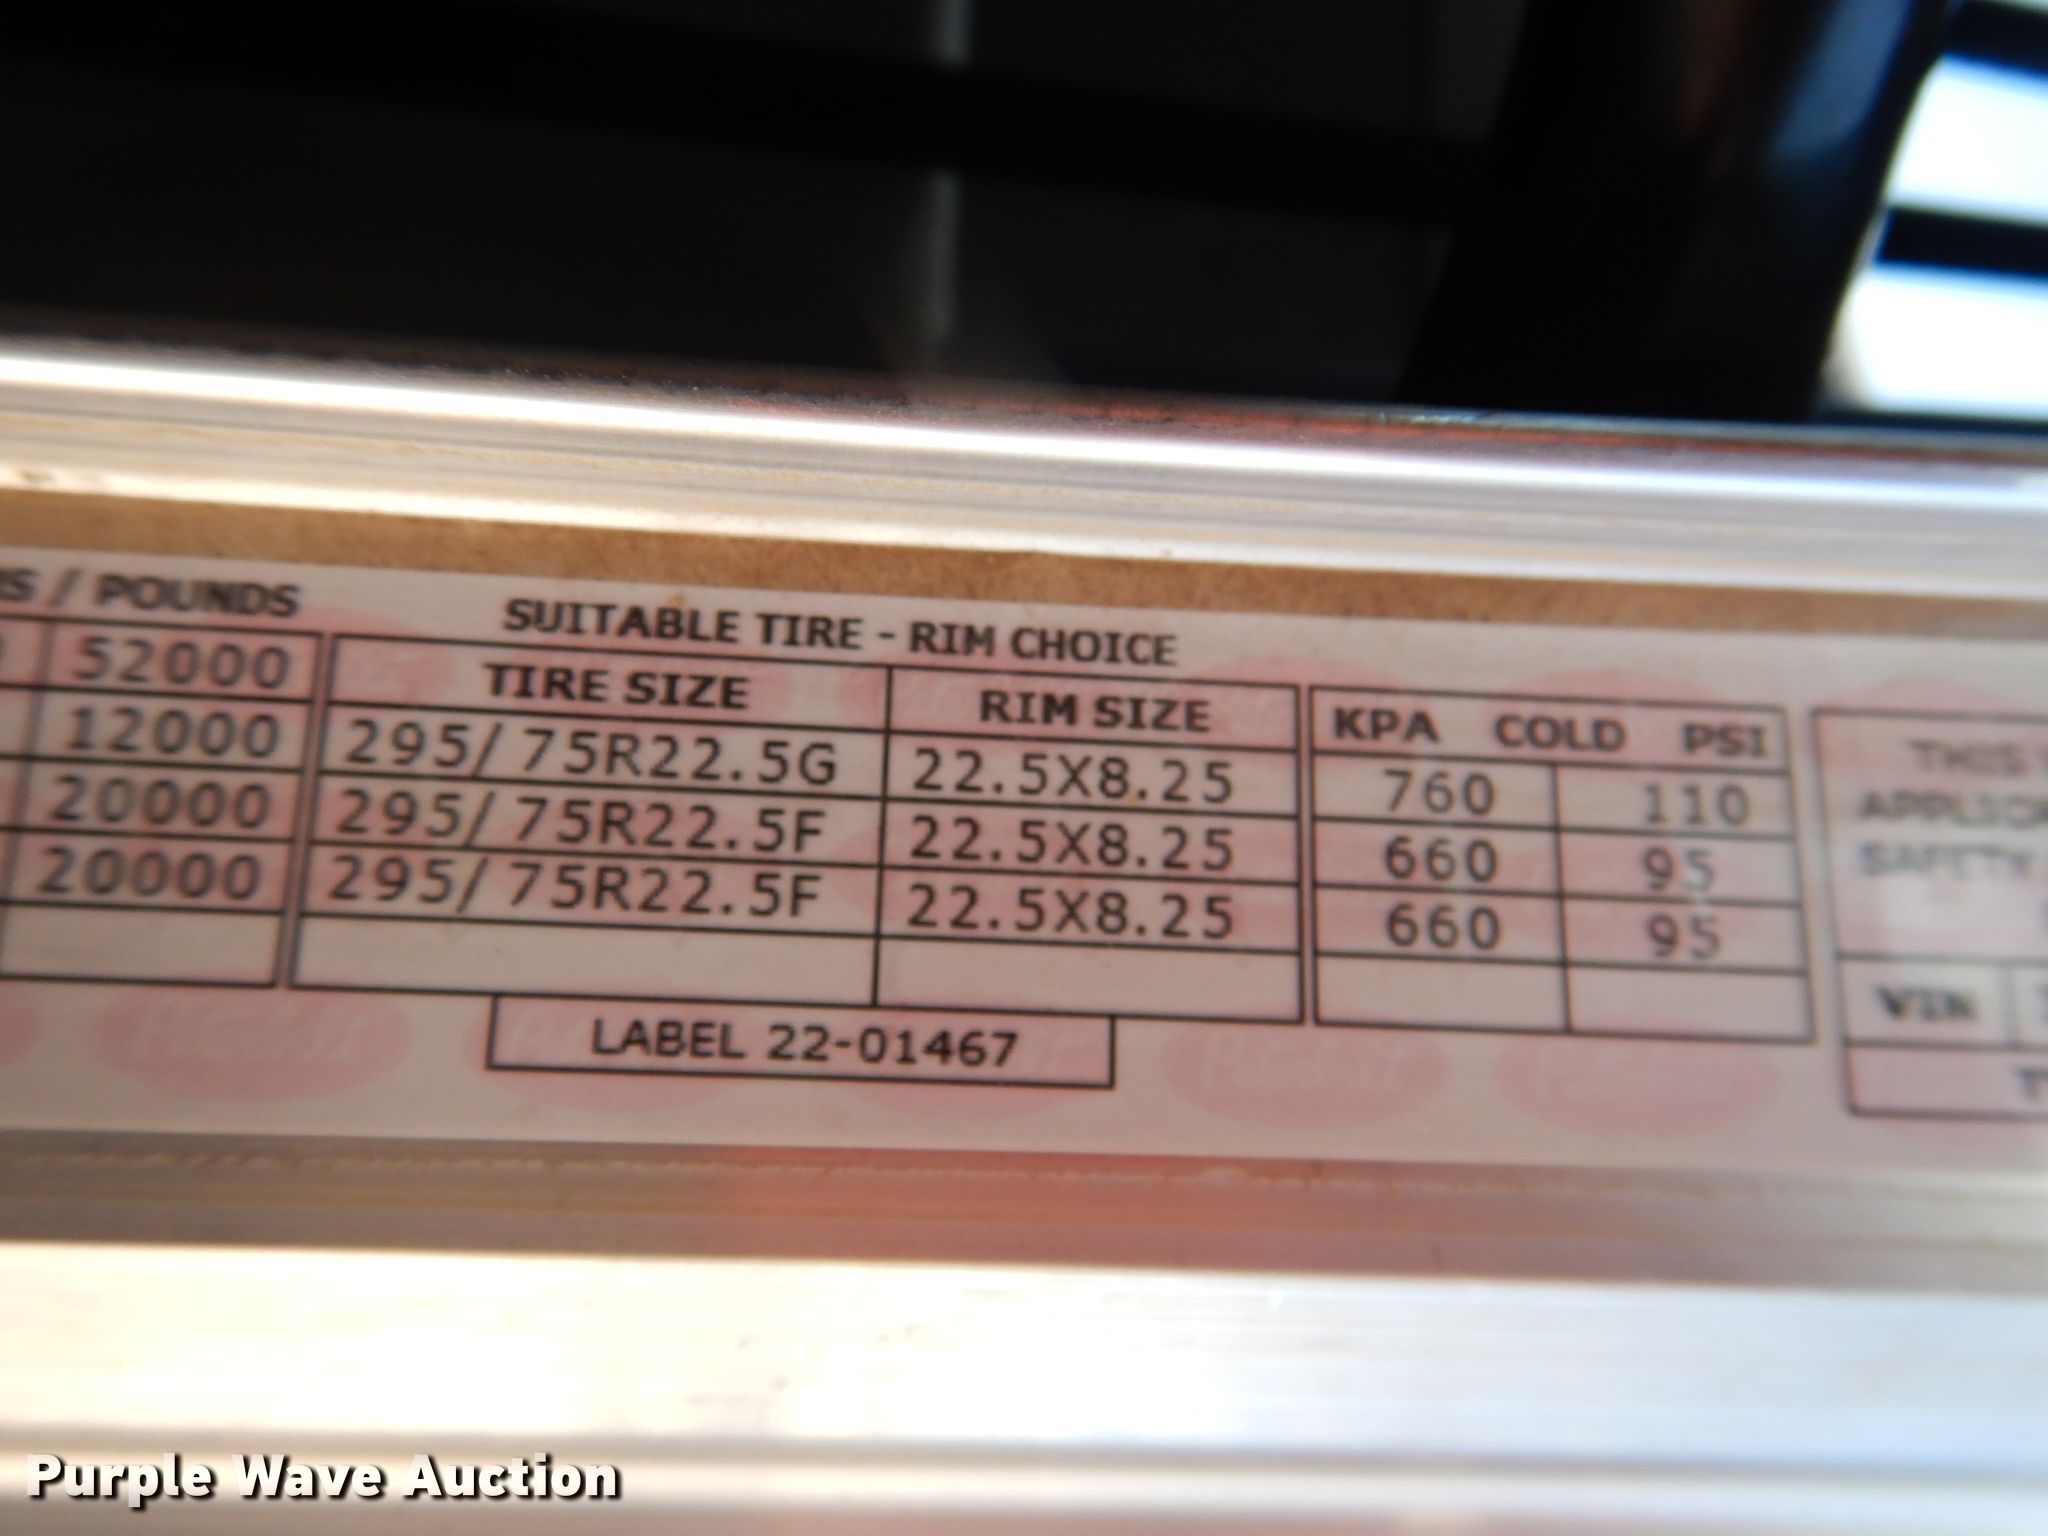 / POUNDS
SUITABLE TIRE - RIM CHOICE
52000 TIRE SIZE RIM SIZE KPA COLD PSI
12000 295/75R22.5G 22.5X8.25 760 110
20000 295/75R22.5F 22.5X8.25 660 95
20000 295/75R22.5F 22.5X8.25 660 95
LABEL 22-01467
THIS
SAFETY
VIN
Purple Wave Auction